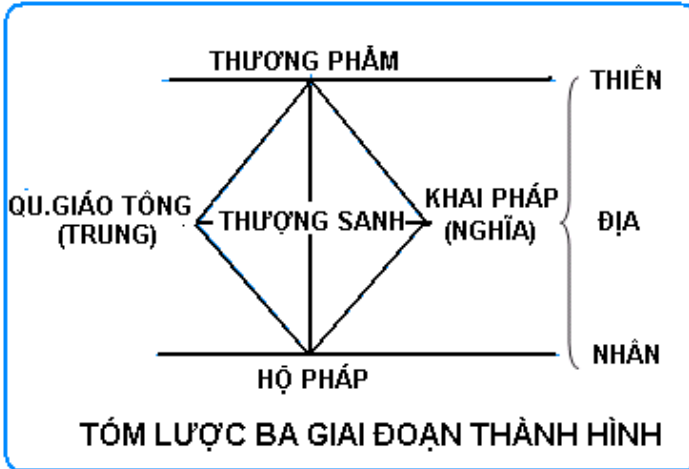 THƯƠNG PHẨM
THIÊN
QU.GIÁO TÔNG
(TRUNG)
THƯỢNG SANH
KHAI PHÁP
(NGHĨA)
ĐỊA
HỘ PHÁP
NHÂN
TÓM LƯỢC BA GIAI ĐOẠN THÀNH HÌNH